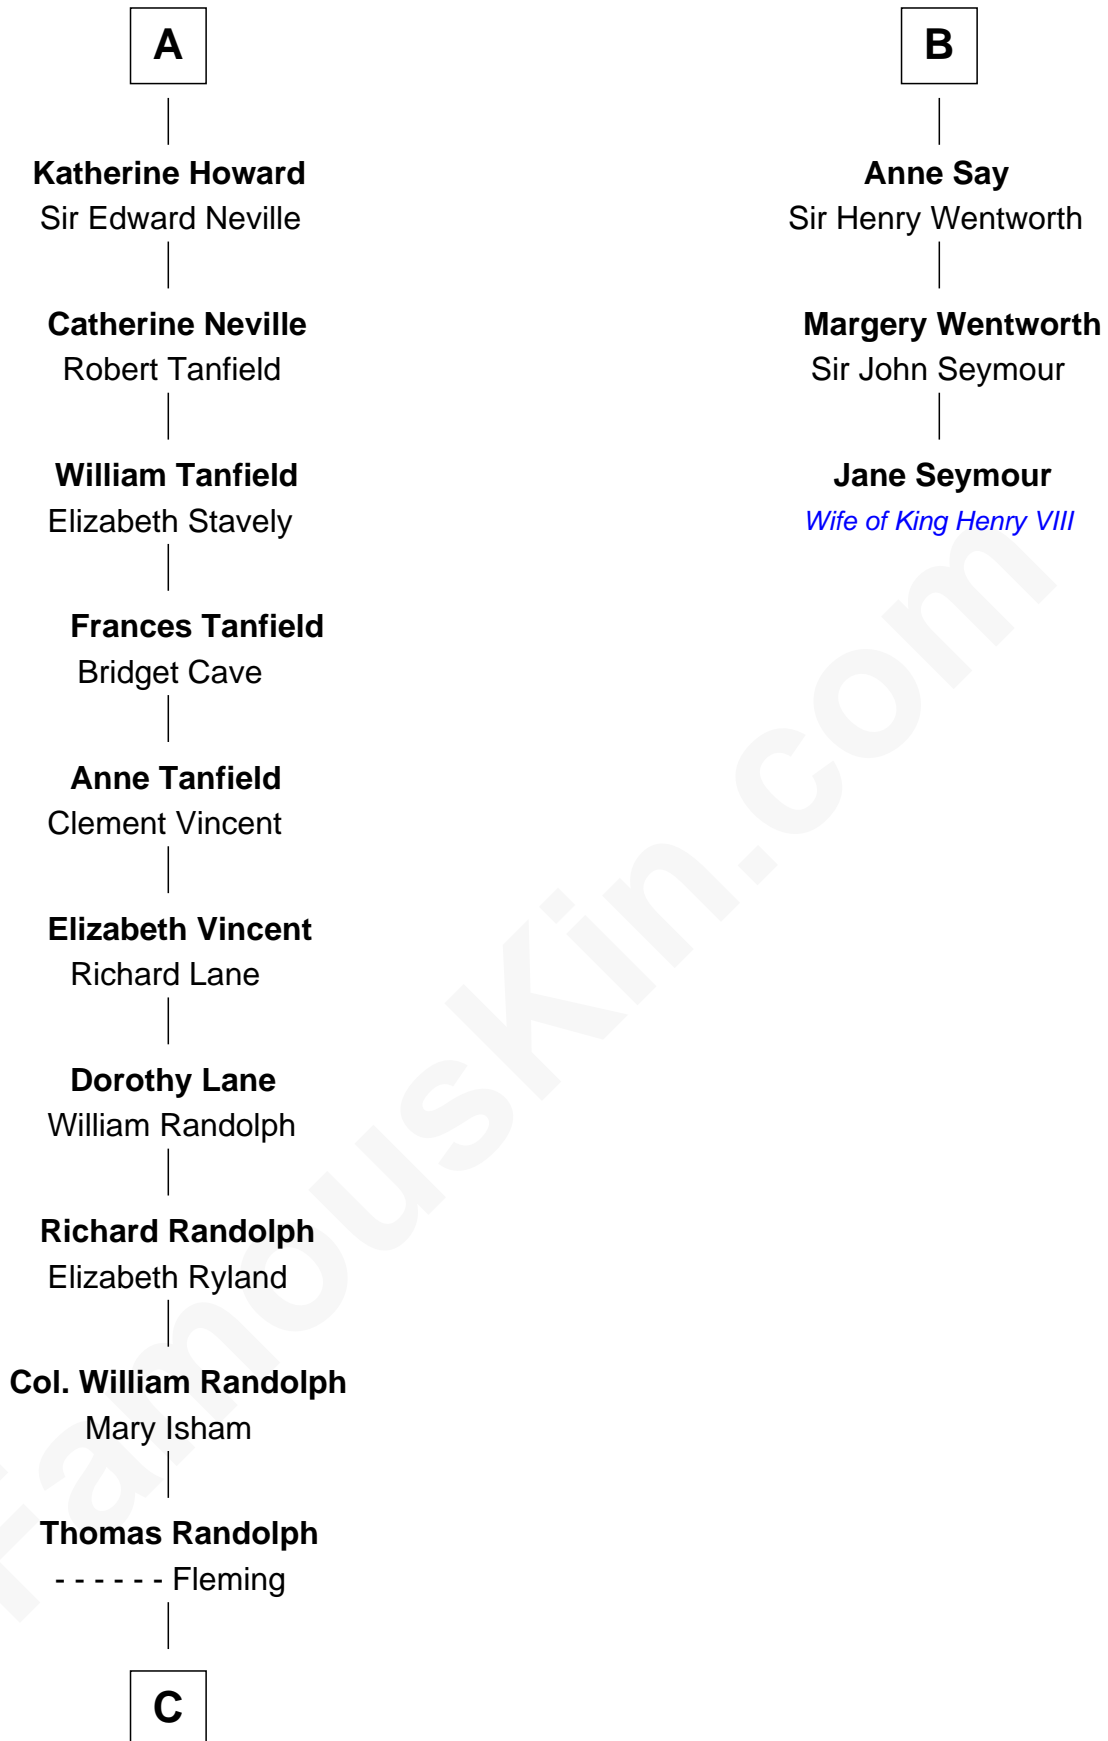 A
Katherine Howard
Sir Edward Neville
Catherine Neville
Robert Tanfield
William Tanfield
Elizabeth Stavely
Frances Tanfield
Bridget Cave
Anne Tanfield
Clement Vincent
Elizabeth Vincent
Richard Lane
Dorothy Lane
William Randolph
Richard Randolph
Elizabeth Ryland
Col. William Randolph
Mary Isham
Thomas Randolph
- - - - - - Fleming
C
B
Anne Say
Sir Henry Wentworth
Margery Wentworth
Sir John Seymour
Jane Seymour
Wife of King Henry VIII
FamousKin.com